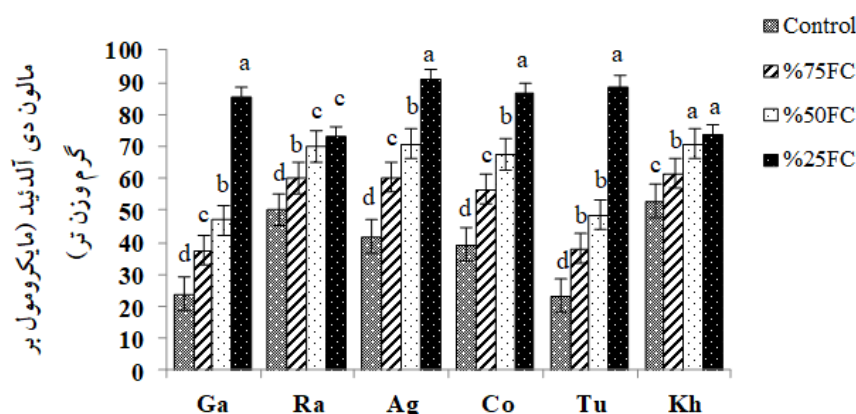 Control
%75FC
%50FC
%25FC
مالون دی آلدئید (مایکرومول بر
گرم وزن تر)
100
90
80
70
60
50
40
30
20
10
0
d c b a
d b c c
d c b a
d c b a
d b b a
c b a a
Ga Ra Ag Co Tu Kh